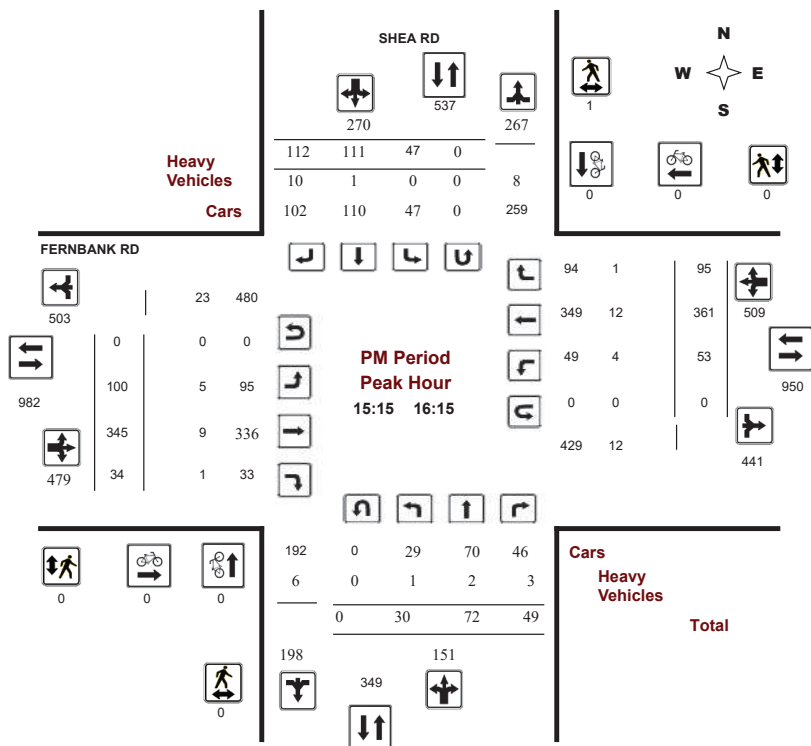 SHEA RD
N
W E
S
537
270
267
1
112 111 47 0
Heavy
Vehicles
10 1 0 0 8
Cars
102 110 47 0 259
0 0 0
FERNBANK RD
503
23 480
94 1 95
509
0 0 0
349 12 361
982
100 5 95
PM Period
Peak Hour
15:15 16:15
49 4 53
950
345 9 336
0 0 0
479
34 1 33
429 12
441
192 0 29 70 46
Cars
6 0 1 2 3
Heavy
Vehicles
0 30 72 49
Total
0 0 0
198 151
349
0